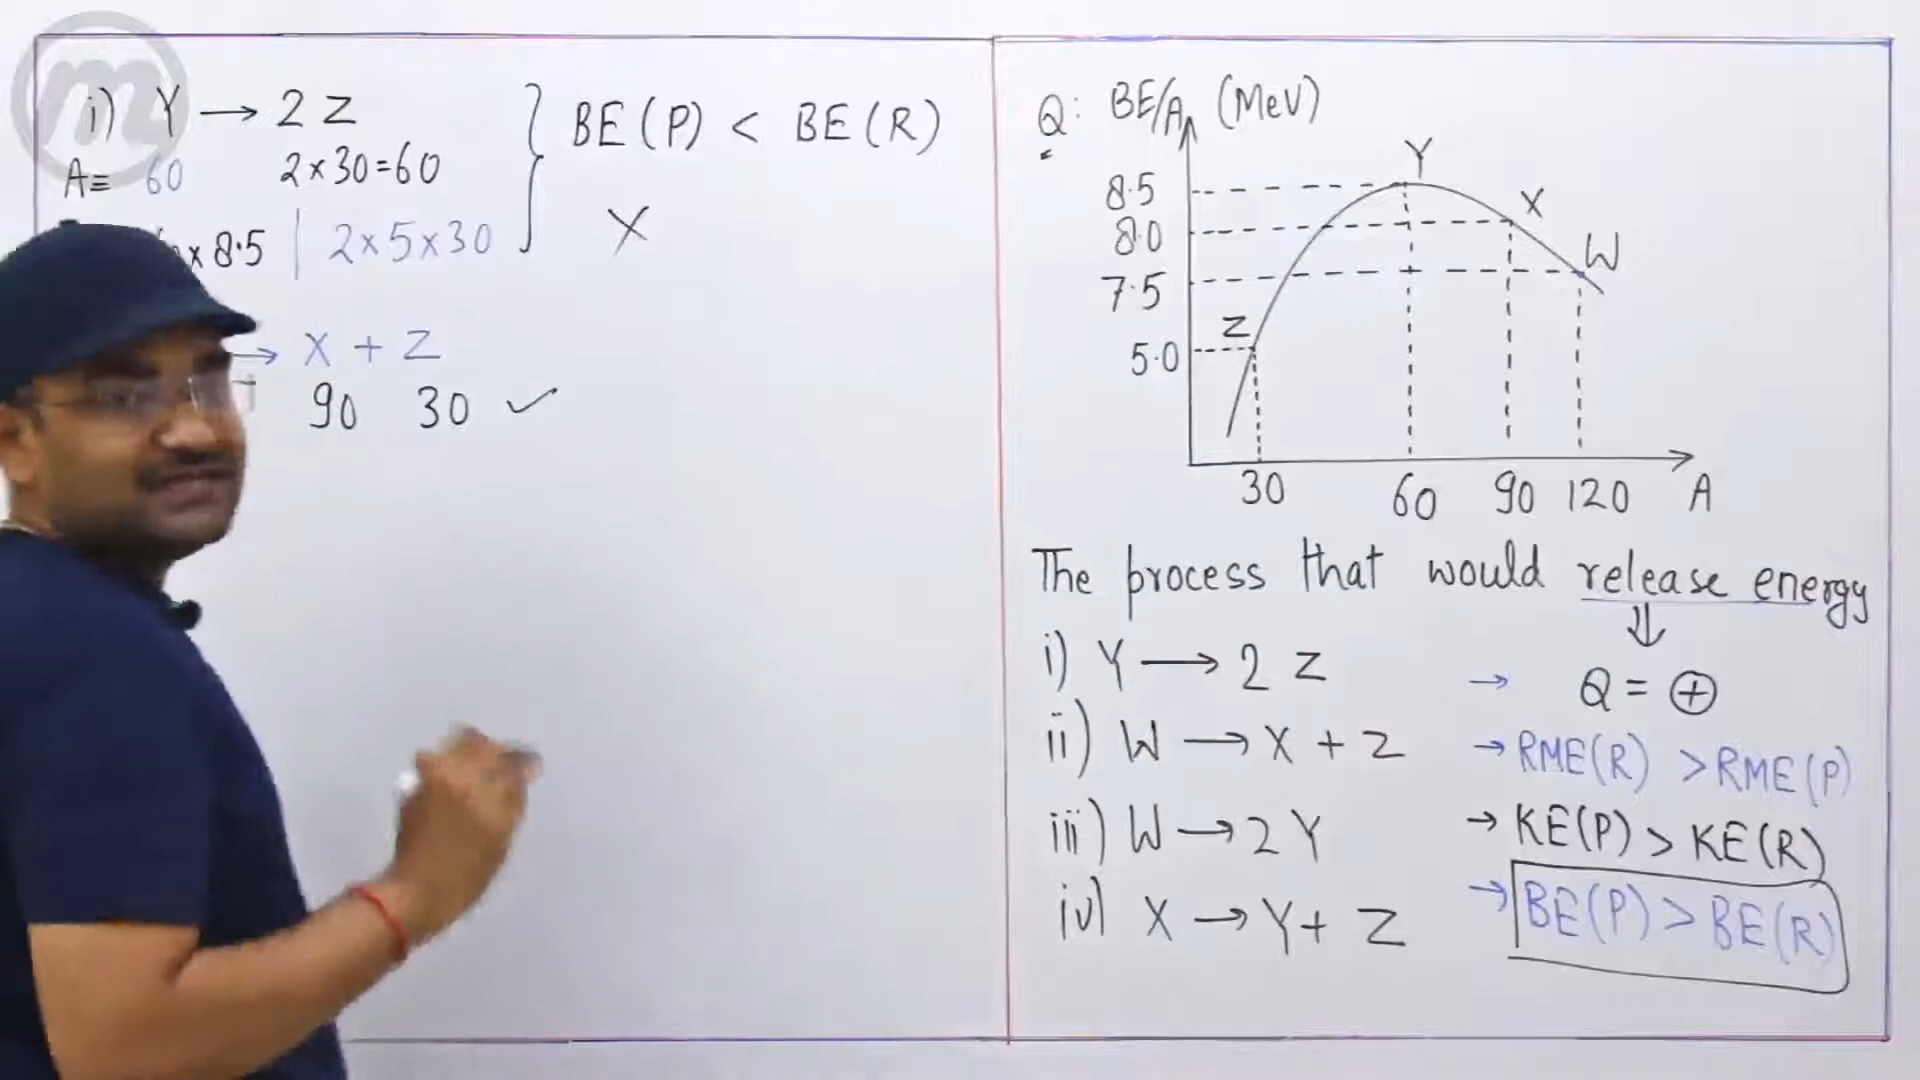 i) Y → 2 Z
A≡ 60 2×30=60
×8.5 | 2×5×30
} BE(P) < BE(R)
X
→ X + Z
90 30 ✓
Q: BE/A (MeV)
8.5
8.0
7.5
5.0
Y
X
W
Z
30 60 90 120 A
The process that would release energy
⇓
i) Y → 2 Z → Q = ⊕
ii) W → X + Z → RME(R) > RME(P)
iii) W → 2 Y → KE(P) > KE(R)
iv) X → Y + Z → BE(P) > BE(R)